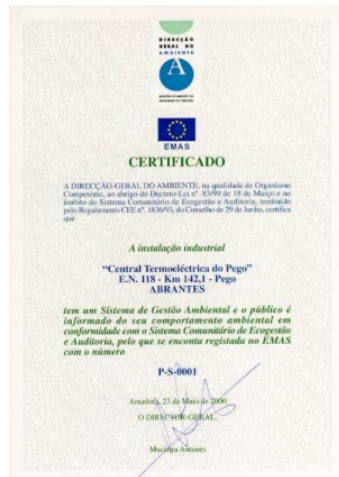 DIRECÇÃO
GERAL DO
AMBIENTE
A
EMAS
CERTIFICADO
A DIRECÇÃO-GERAL DO AMBIENTE, na qualidade de Organismo
Competente, ao abrigo do Decreto-Lei nº. 83/99 de 18 de Março e no
âmbito do Sistema Comunitário de Ecogestão e Auditoria, instituído
pelo Regulamento CEE nº. 1836/93, do Conselho de 29 de Junho, certifica
que
A instalação industrial
“Central Termoeléctrica do Pego”
E.N. 118 - Km 142,1 - Pego
ABRANTES
tem um Sistema de Gestão Ambiental e o público é
informado do seu comportamento ambiental em
conformidade com o Sistema Comunitário de Ecogestão
e Auditoria, pelo que se enconta registada no EMAS
com o número
P-S-0001
Amadora, 23 de Maio de 2000
O DIRECTOR-GERAL,
Antunes